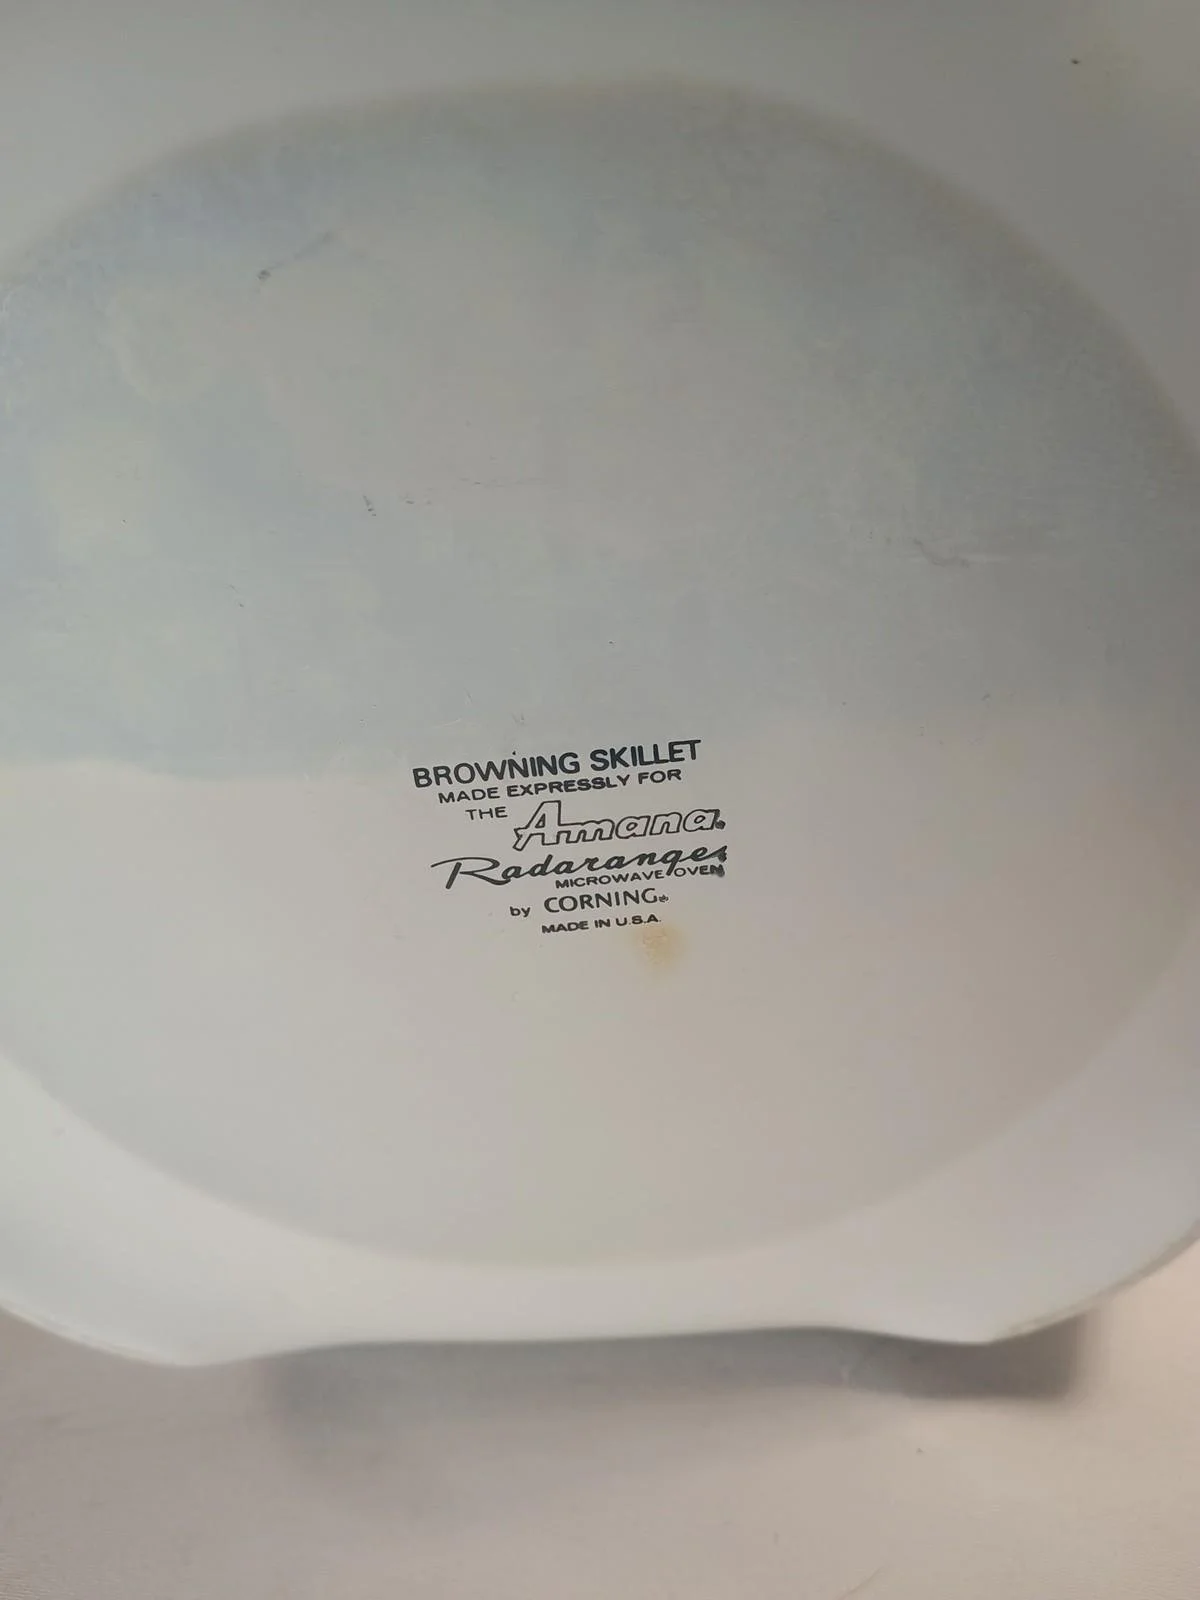 BROWNING SKILLET
MADE EXPRESSLY FOR
THE Amana®
Radarange®
MICROWAVE OVEN
by CORNING®
MADE IN U.S.A.